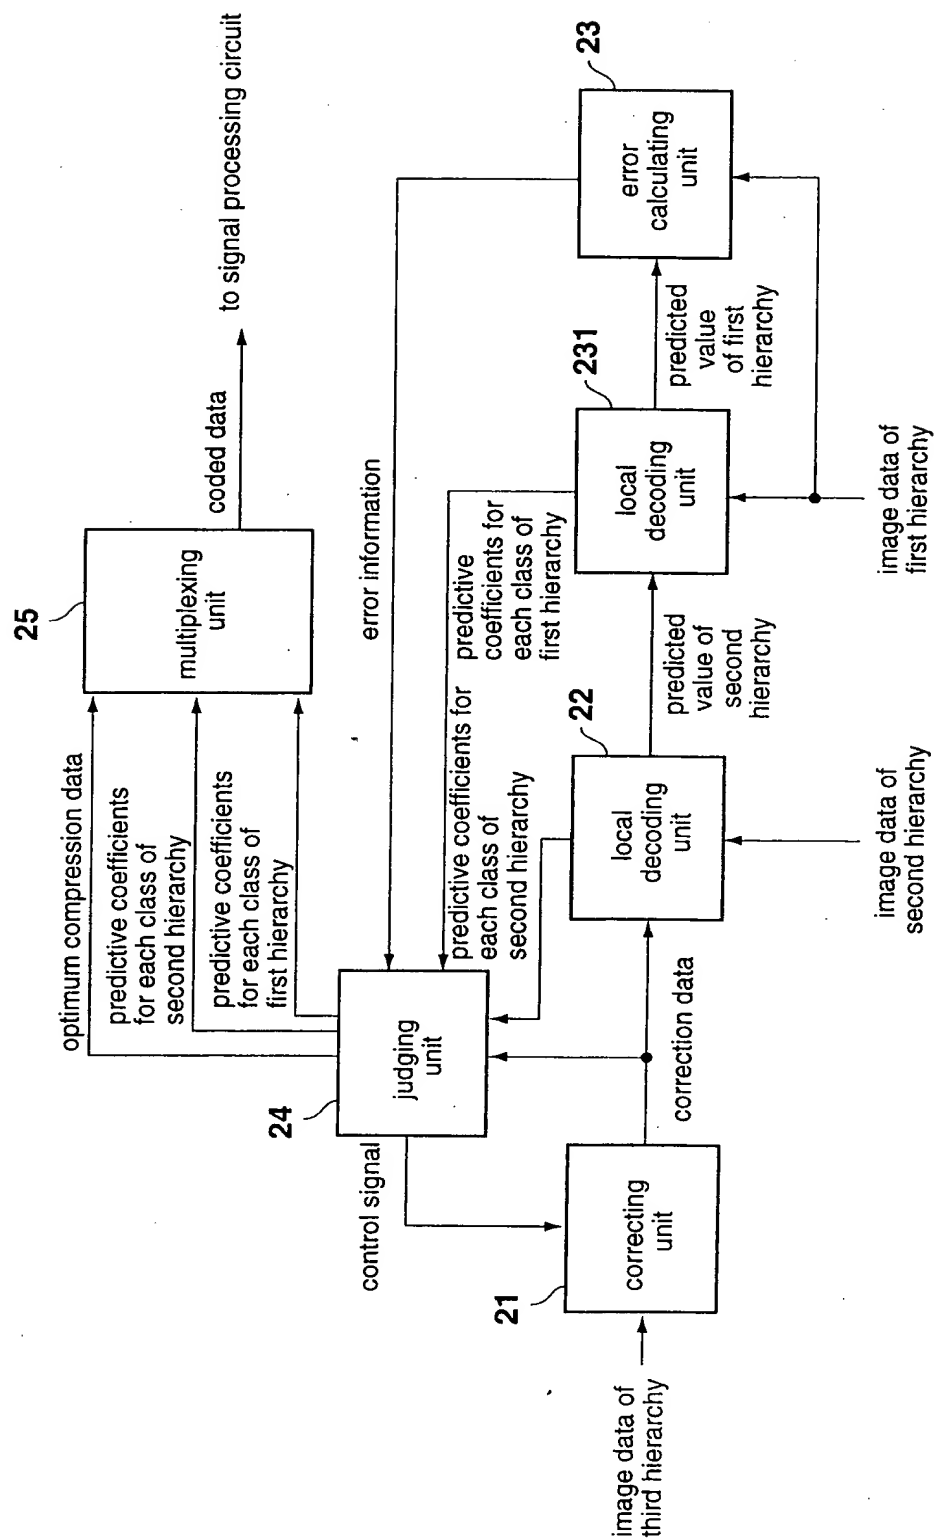 25
multiplexing
unit
coded data
to signal processing circuit
optimum compression data
predictive coefficients
for each class of
second hierarchy
predictive coefficients
for each class of
first hierarchy
error information
24
judging
unit
control signal
predictive coefficients for
each class of
second hierarchy
predictive
coefficients for
each class of
first hierarchy
21
correcting
unit
image data of
third hierarchy
correction data
22
local
decoding
unit
image data of
second hierarchy
predicted
value of
second
hierarchy
231
local
decoding
unit
image data of
first hierarchy
predicted
value
of first
hierarchy
23
error
calculating
unit